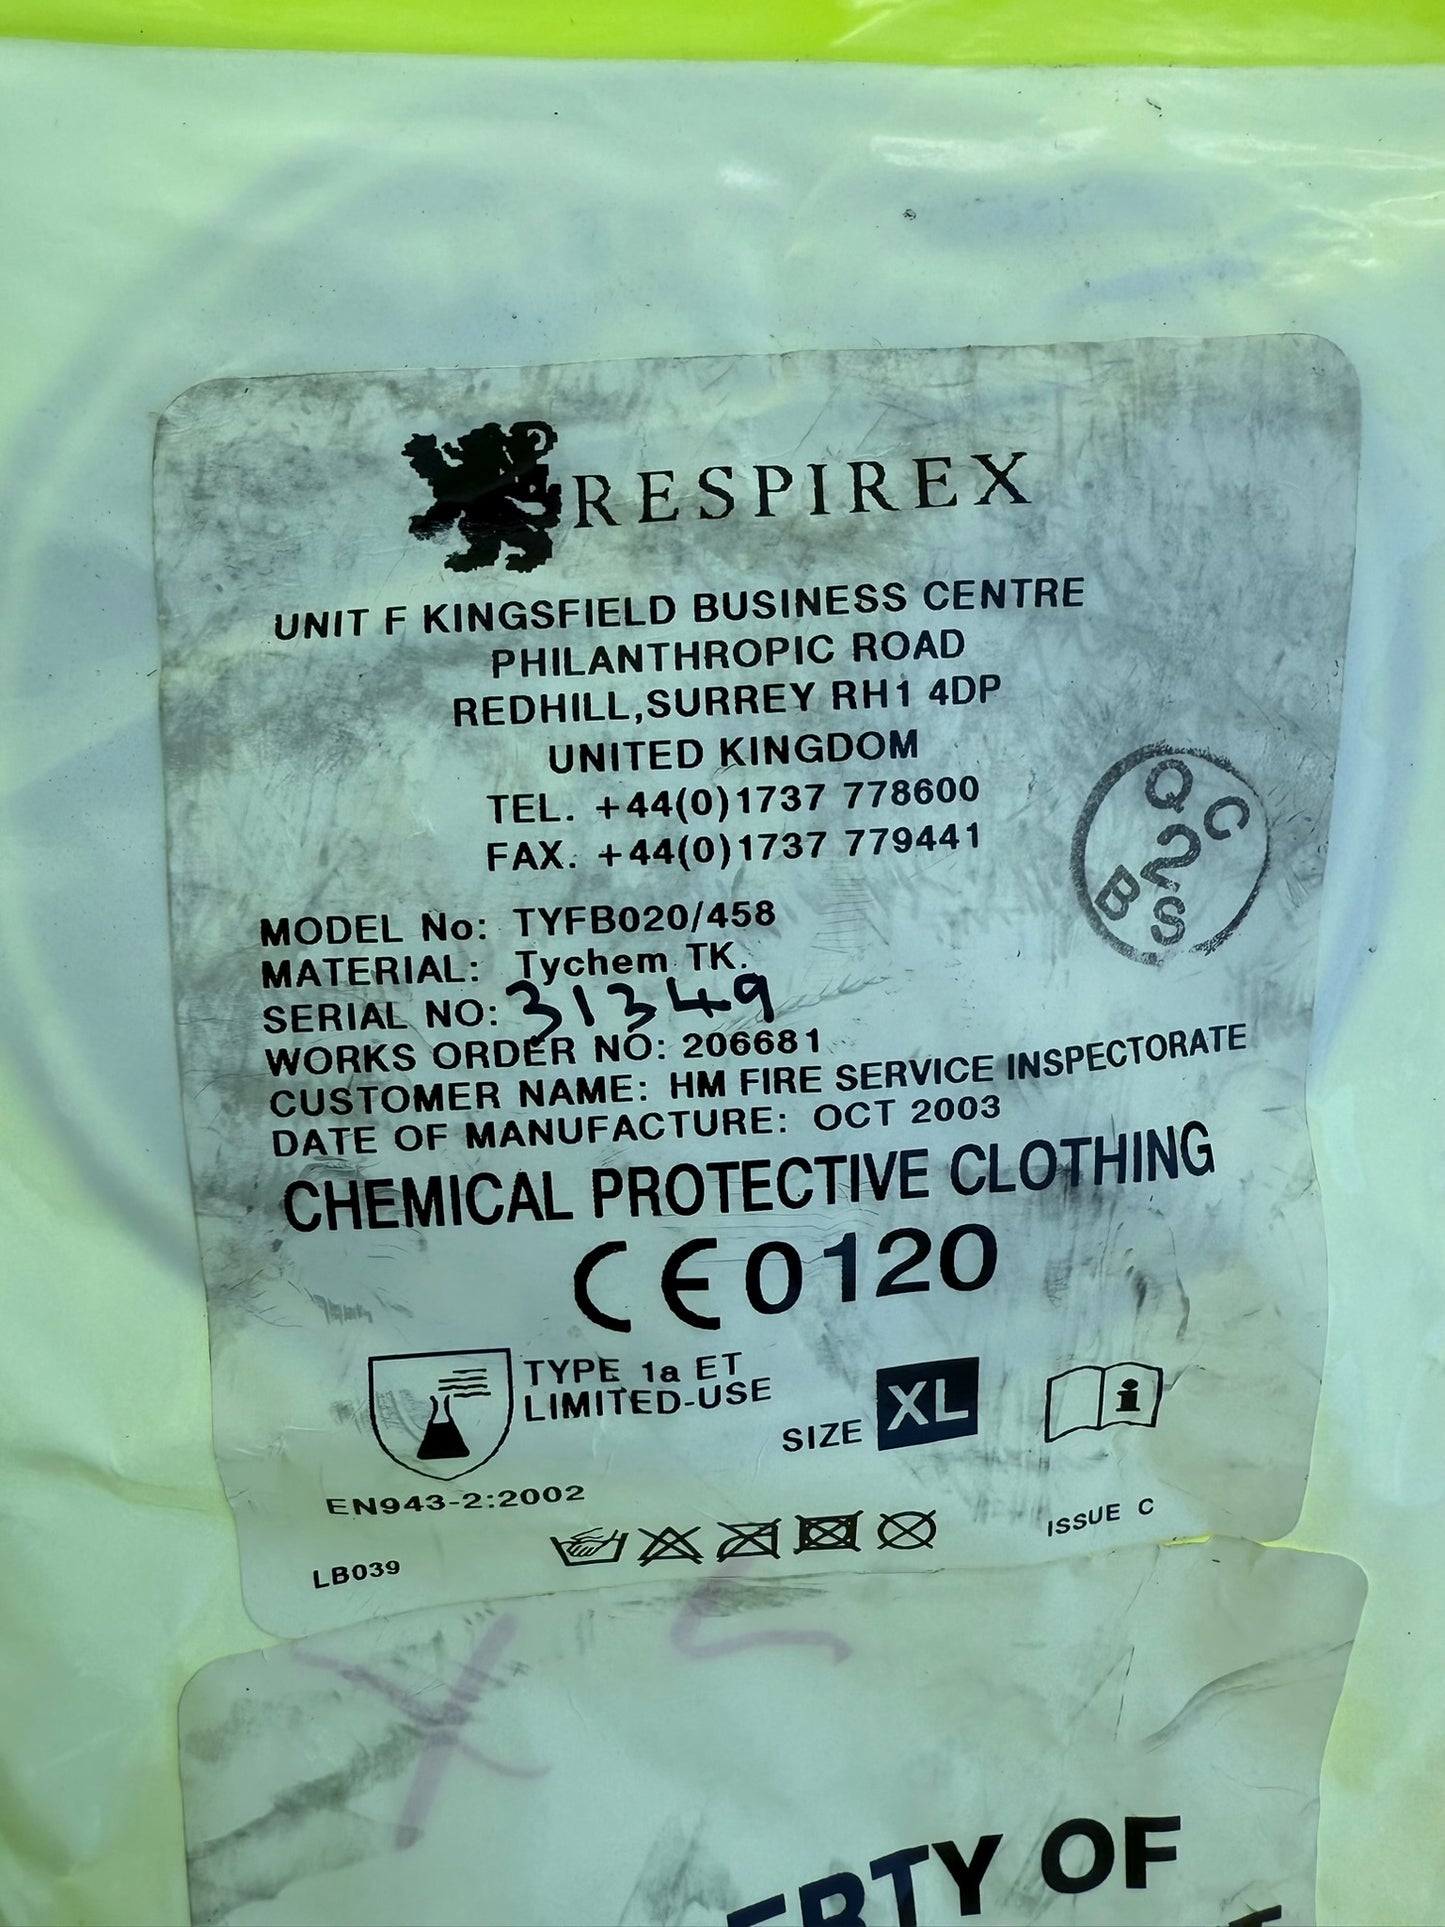 RESPIREX
UNIT F KINGSFIELD BUSINESS CENTRE
PHILANTHROPIC ROAD
REDHILL,SURREY RH1 4DP
UNITED KINGDOM
TEL. +44(0)1737 778600
FAX. +44(0)1737 779441
QC
2
BS
MODEL No: TYFB020/458
MATERIAL: Tychem TK.
SERIAL NO: 31349
WORKS ORDER NO: 206681
CUSTOMER NAME: HM FIRE SERVICE INSPECTORATE
DATE OF MANUFACTURE: OCT 2003
CHEMICAL PROTECTIVE CLOTHING
CE0120
TYPE 1a ET
LIMITED-USE
SIZE XL
i
EN943-2:2002
ISSUE C
LB039
OF